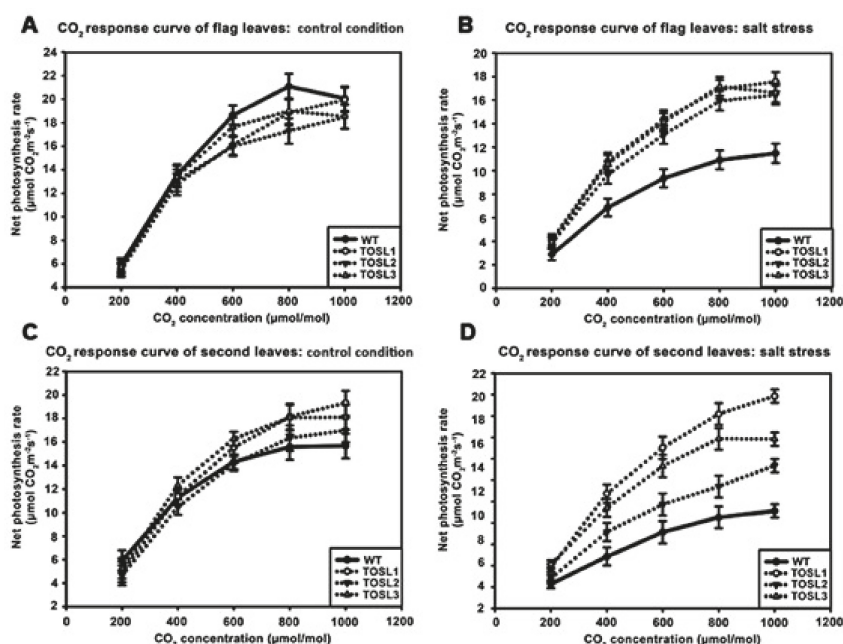 A
CO₂ response curve of flag leaves: control condition
Net photosynthesis rate
(µmol CO₂m⁻²s⁻¹)
24
22
20
18
16
14
12
10
8
6
4
0 200 400 600 800 1000 1200
CO₂ concentration (µmol/mol)
WT
TOSL1
TOSL2
TOSL3
B
CO₂ response curve of flag leaves: salt stress
Net photosynthesis rate
(µmol CO₂m⁻²s⁻¹)
20
18
16
14
12
10
8
6
4
2
0
0 200 400 600 800 1000 1200
CO₂ concentration (µmol/mol)
WT
TOSL1
TOSL2
TOSL3
C
CO₂ response curve of second leaves: control condition
Net photosynthesis rate
(µmol CO₂m⁻²s⁻¹)
22
20
18
16
14
12
10
8
6
4
2
0 200 400 600 800 1000 1200
CO₂ concentration (µmol/mol)
WT
TOSL1
TOSL2
TOSL3
D
CO₂ response curve of second leaves: salt stress
Net photosynthesis rate
(µmol CO₂m⁻²s⁻¹)
22
20
18
16
14
12
10
8
6
4
2
0 200 400 600 800 1000 1200
CO₂ concentration (µmol/mol)
WT
TOSL1
TOSL2
TOSL3